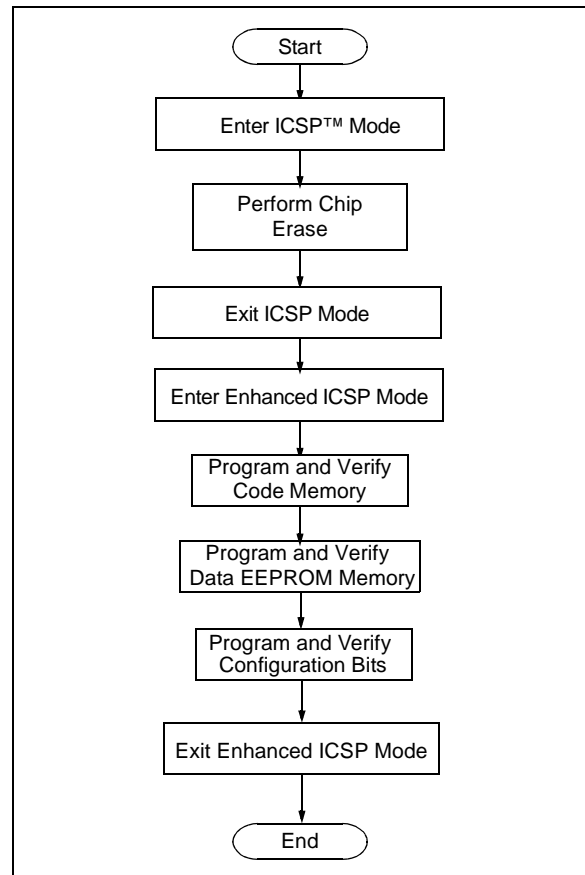 Start
Enter ICSP™ Mode
Perform Chip
Erase
Exit ICSP Mode
Enter Enhanced ICSP Mode
Program and Verify
Code Memory
Program and Verify
Data EEPROM Memory
Program and Verify
Configuration Bits
Exit Enhanced ICSP Mode
End